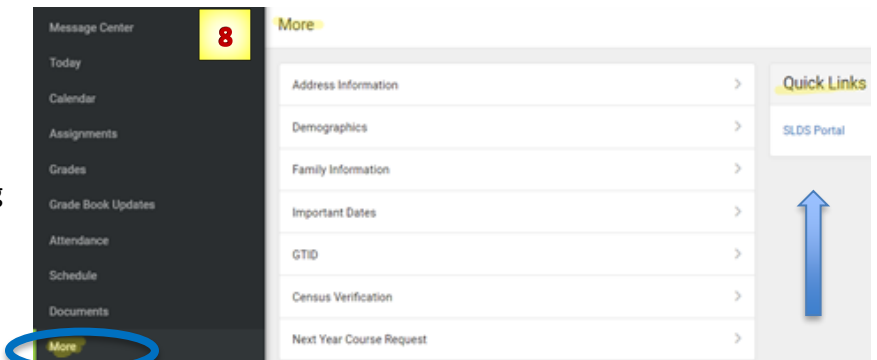 Message Center
8
Today
Calendar
Assignments
Grades
Grade Book Updates
Attendance
Schedule
Documents
More
More
Address Information
Demographics
Family Information
Important Dates
GTID
Census Verification
Next Year Course Request
Quick Links
SLDS Portal